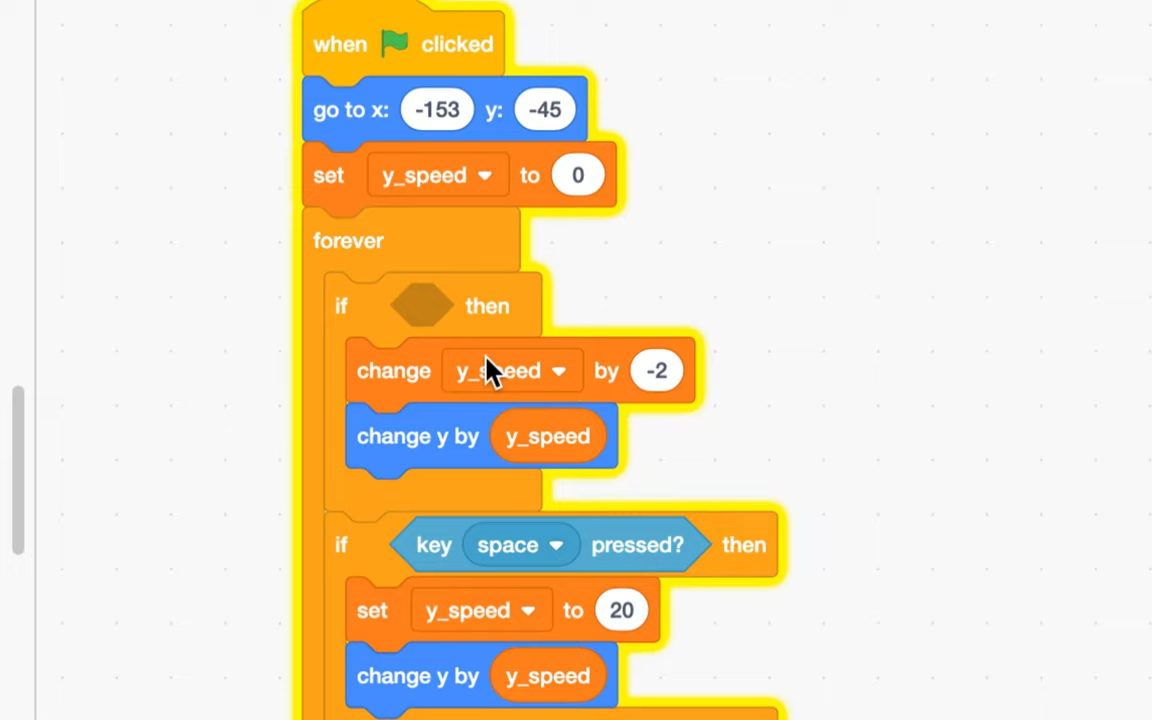 when clicked
go to x: -153 y: -45
set y_speed to 0
forever
if then
change y_speed by -2
change y by y_speed
if key space pressed? then
set y_speed to 20
change y by y_speed